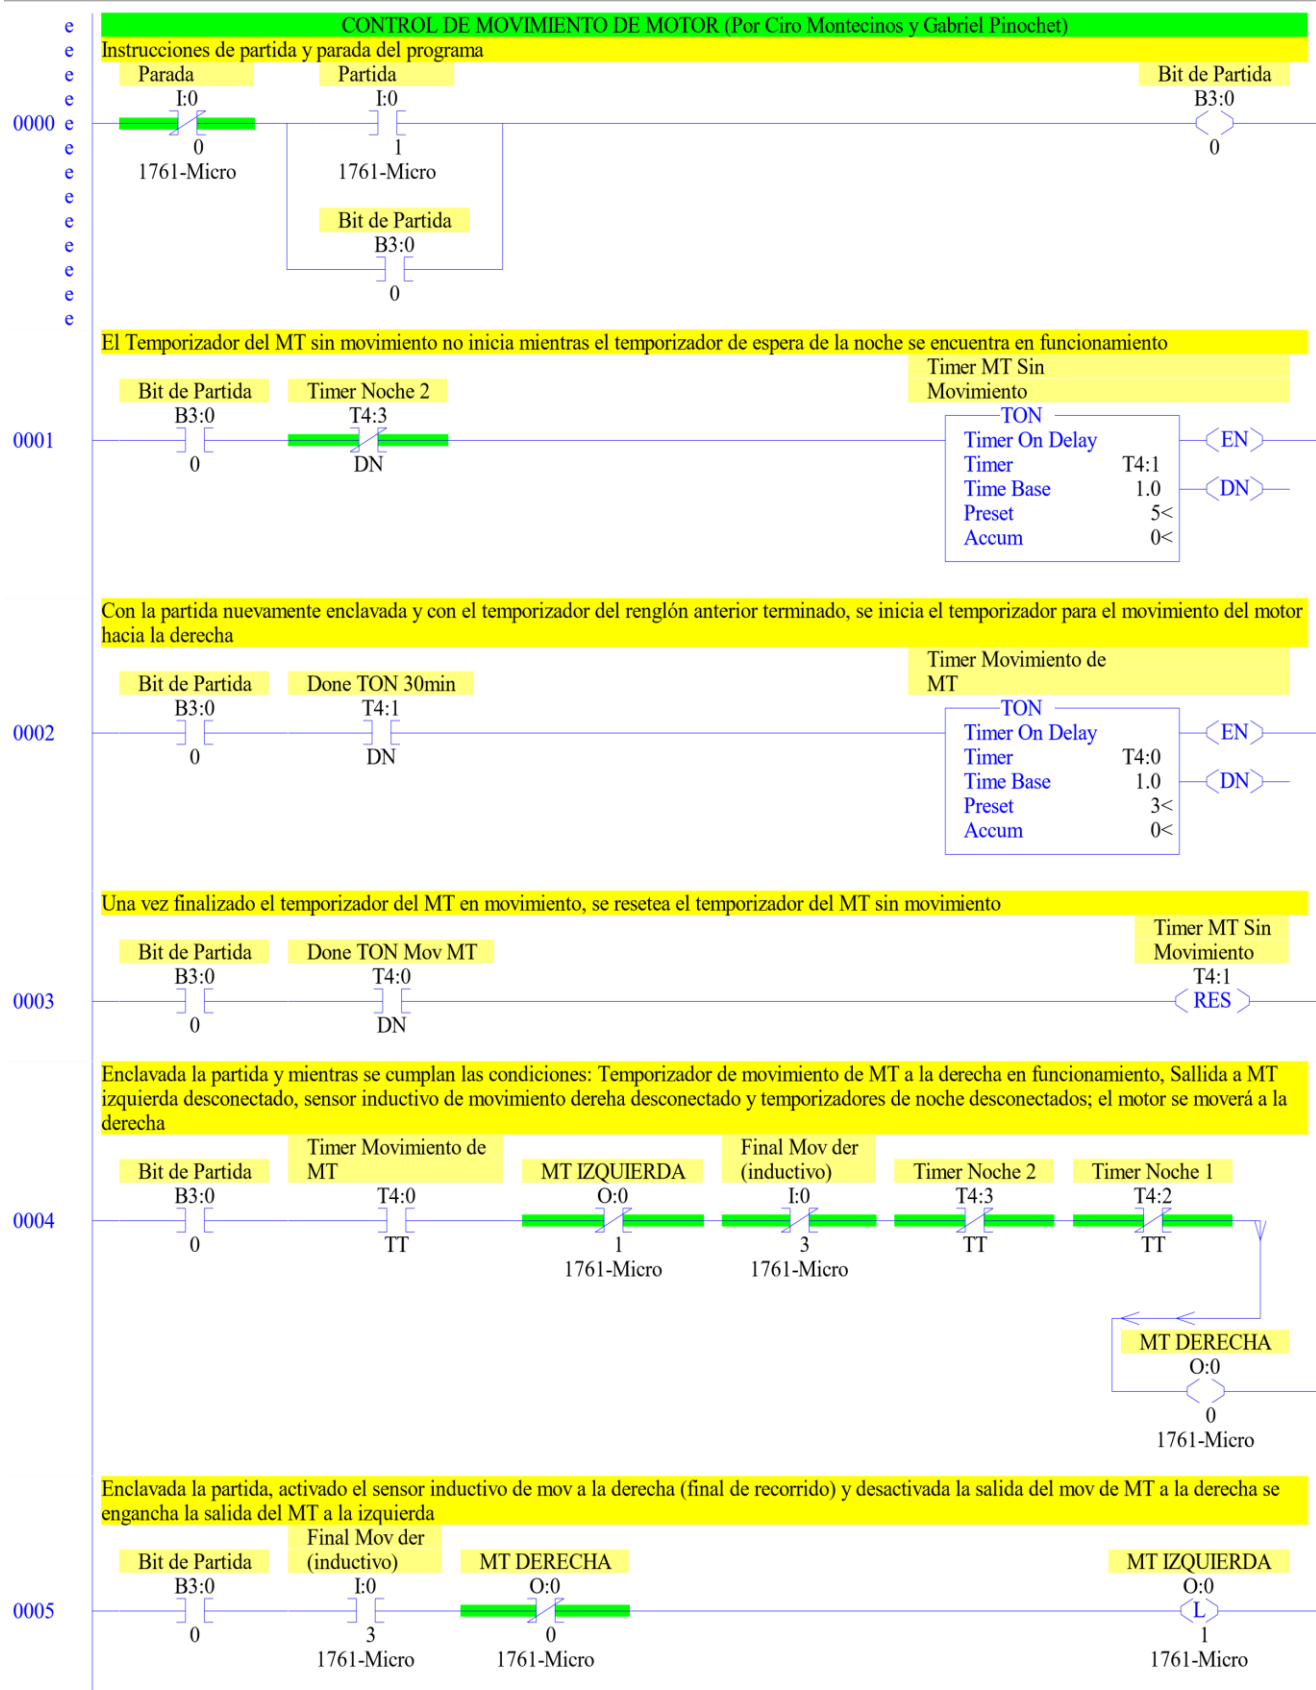 CONTROL DE MOVIMIENTO DE MOTOR (Por Ciro Montecinos y Gabriel Pinochet)
Instrucciones de partida y parada del programa
e
e
e
e
e
e
e
e
e
e
e
e
e
Parada Partida Bit de Partida
I:0 I:0 B3:0
0000
0 1 0
1761-Micro 1761-Micro
Bit de Partida
B3:0
0
El Temporizador del MT sin movimiento no inicia mientras el temporizador de espera de la noche se encuentra en funcionamiento
Timer MT Sin
Movimiento
Bit de Partida Timer Noche 2
B3:0 T4:3
0001
0 DN
TON
Timer On Delay EN
Timer T4:1
Time Base 1.0 DN
Preset 5<
Accum 0<
Con la partida nuevamente enclavada y con el temporizador del renglón anterior terminado, se inicia el temporizador para el movimiento del motor
hacia la derecha
Timer Movimiento de
MT
Bit de Partida Done TON 30min
B3:0 T4:1
0002
0 DN
TON
Timer On Delay EN
Timer T4:0
Time Base 1.0 DN
Preset 3<
Accum 0<
Una vez finalizado el temporizador del MT en movimiento, se resetea el temporizador del MT sin movimiento
Timer MT Sin
Movimiento
Bit de Partida Done TON Mov MT
B3:0 T4:0 T4:1
0003 RES
0 DN
Enclavada la partida y mientras se cumplan las condiciones: Temporizador de movimiento de MT a la derecha en funcionamiento, Sallida a MT
izquierda desconectado, sensor inductivo de movimiento dereha desconectado y temporizadores de noche desconectados; el motor se moverá a la
derecha
Timer Movimiento de Final Mov der
Bit de Partida MT MT IZQUIERDA (inductivo) Timer Noche 2 Timer Noche 1
B3:0 T4:0 O:0 I:0 T4:3 T4:2
0004
0 TT 1 3 TT TT
1761-Micro 1761-Micro
MT DERECHA
O:0
0
1761-Micro
Enclavada la partida, activado el sensor inductivo de mov a la derecha (final de recorrido) y desactivada la salida del mov de MT a la derecha se
engancha la salida del MT a la izquierda
Final Mov der
Bit de Partida (inductivo) MT DERECHA MT IZQUIERDA
B3:0 I:0 O:0 O:0
0005 L
0 3 0 1
1761-Micro 1761-Micro 1761-Micro